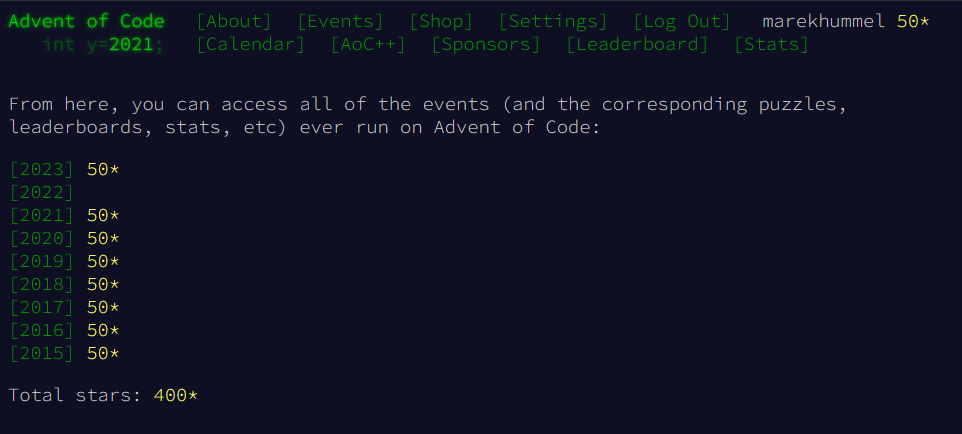 Advent of Code [About] [Events] [Shop] [Settings] [Log Out] marekhummel 50*
int y=2021; [Calendar] [AoC++] [Sponsors] [Leaderboard] [Stats]
From here, you can access all of the events (and the corresponding puzzles,
leaderboards, stats, etc) ever run on Advent of Code:
[2023] 50*
[2022]
[2021] 50*
[2020] 50*
[2019] 50*
[2018] 50*
[2017] 50*
[2016] 50*
[2015] 50*
Total stars: 400*